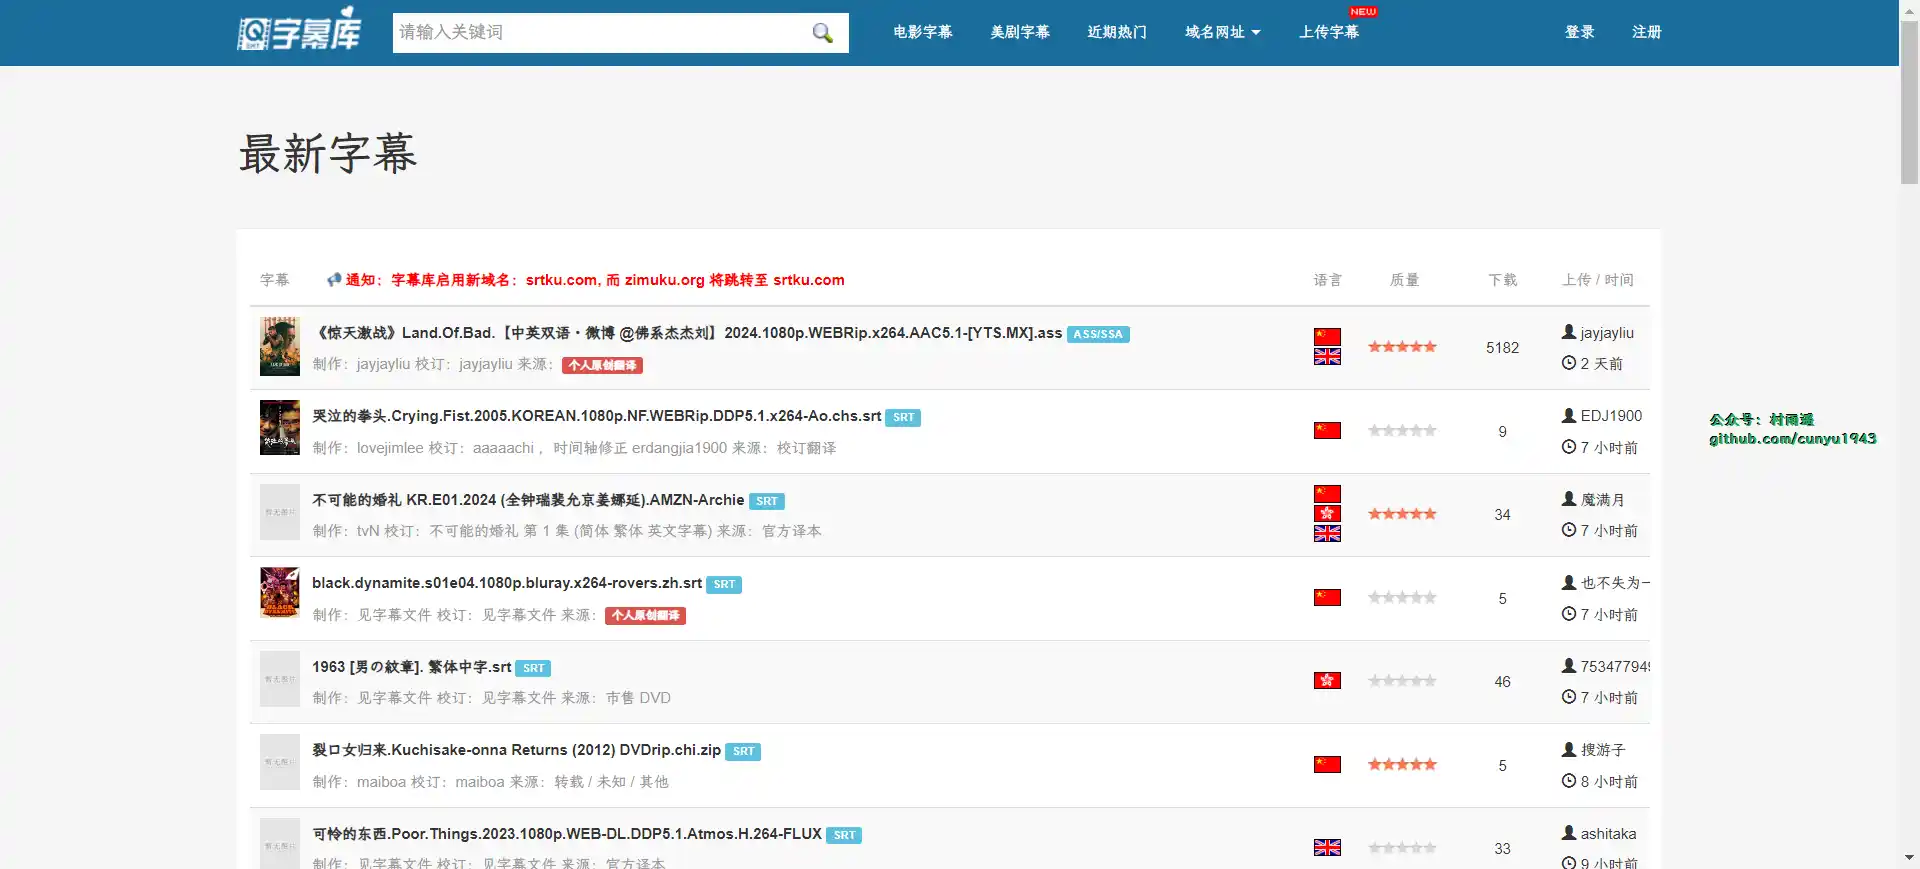 字幕库
请输入关键词
电影字幕
美剧字幕
近期热门
域名网址
上传字幕
NEW
登录
注册
最新字幕
字幕 通知：字幕库启用新域名：srtku.com, 而 zimuku.org 将跳转至 srtku.com 语言 质量 下载 上传 / 时间
《惊天激战》Land.Of.Bad.【中英双语·微博 @佛系杰杰刘】2024.1080p.WEBRip.x264.AAC5.1-[YTS.MX].ass ASS/SSA
制作：jayjayliu 校订：jayjayliu 来源：个人原创翻译
5182
jayjayliu
2 天前
哭泣的拳头.Crying.Fist.2005.KOREAN.1080p.NF.WEBRip.DDP5.1.x264-Ao.chs.srt SRT
制作：lovejimlee 校订：aaaaachi ，时间轴修正 erdangjia1900 来源：校订翻译
9
EDJ1900
7 小时前
暂无图片
不可能的婚礼 KR.E01.2024 (全钟瑞裴允京姜娜延).AMZN-Archie SRT
制作：tvN 校订：不可能的婚礼 第 1 集 (简体 繁体 英文字幕) 来源：官方译本
34
魔满月
7 小时前
black.dynamite.s01e04.1080p.bluray.x264-rovers.zh.srt SRT
制作：见字幕文件 校订：见字幕文件 来源：个人原创翻译
5
也不失为一
7 小时前
暂无图片
1963 [男の紋章]. 繁体中字.srt SRT
制作：见字幕文件 校订：见字幕文件 来源：市售 DVD
46
75347794
7 小时前
暂无图片
裂口女归来.Kuchisake-onna Returns (2012) DVDrip.chi.zip SRT
制作：maiboa 校订：maiboa 来源：转载 / 未知 / 其他
5
搜游子
8 小时前
暂无图片
可怜的东西.Poor.Things.2023.1080p.WEB-DL.DDP5.1.Atmos.H.264-FLUX SRT
制作：见字幕文件 校订：见字幕文件 来源：官方译本
33
ashitaka
9 小时前
公众号：村雨遥
github.com/cunyu1943